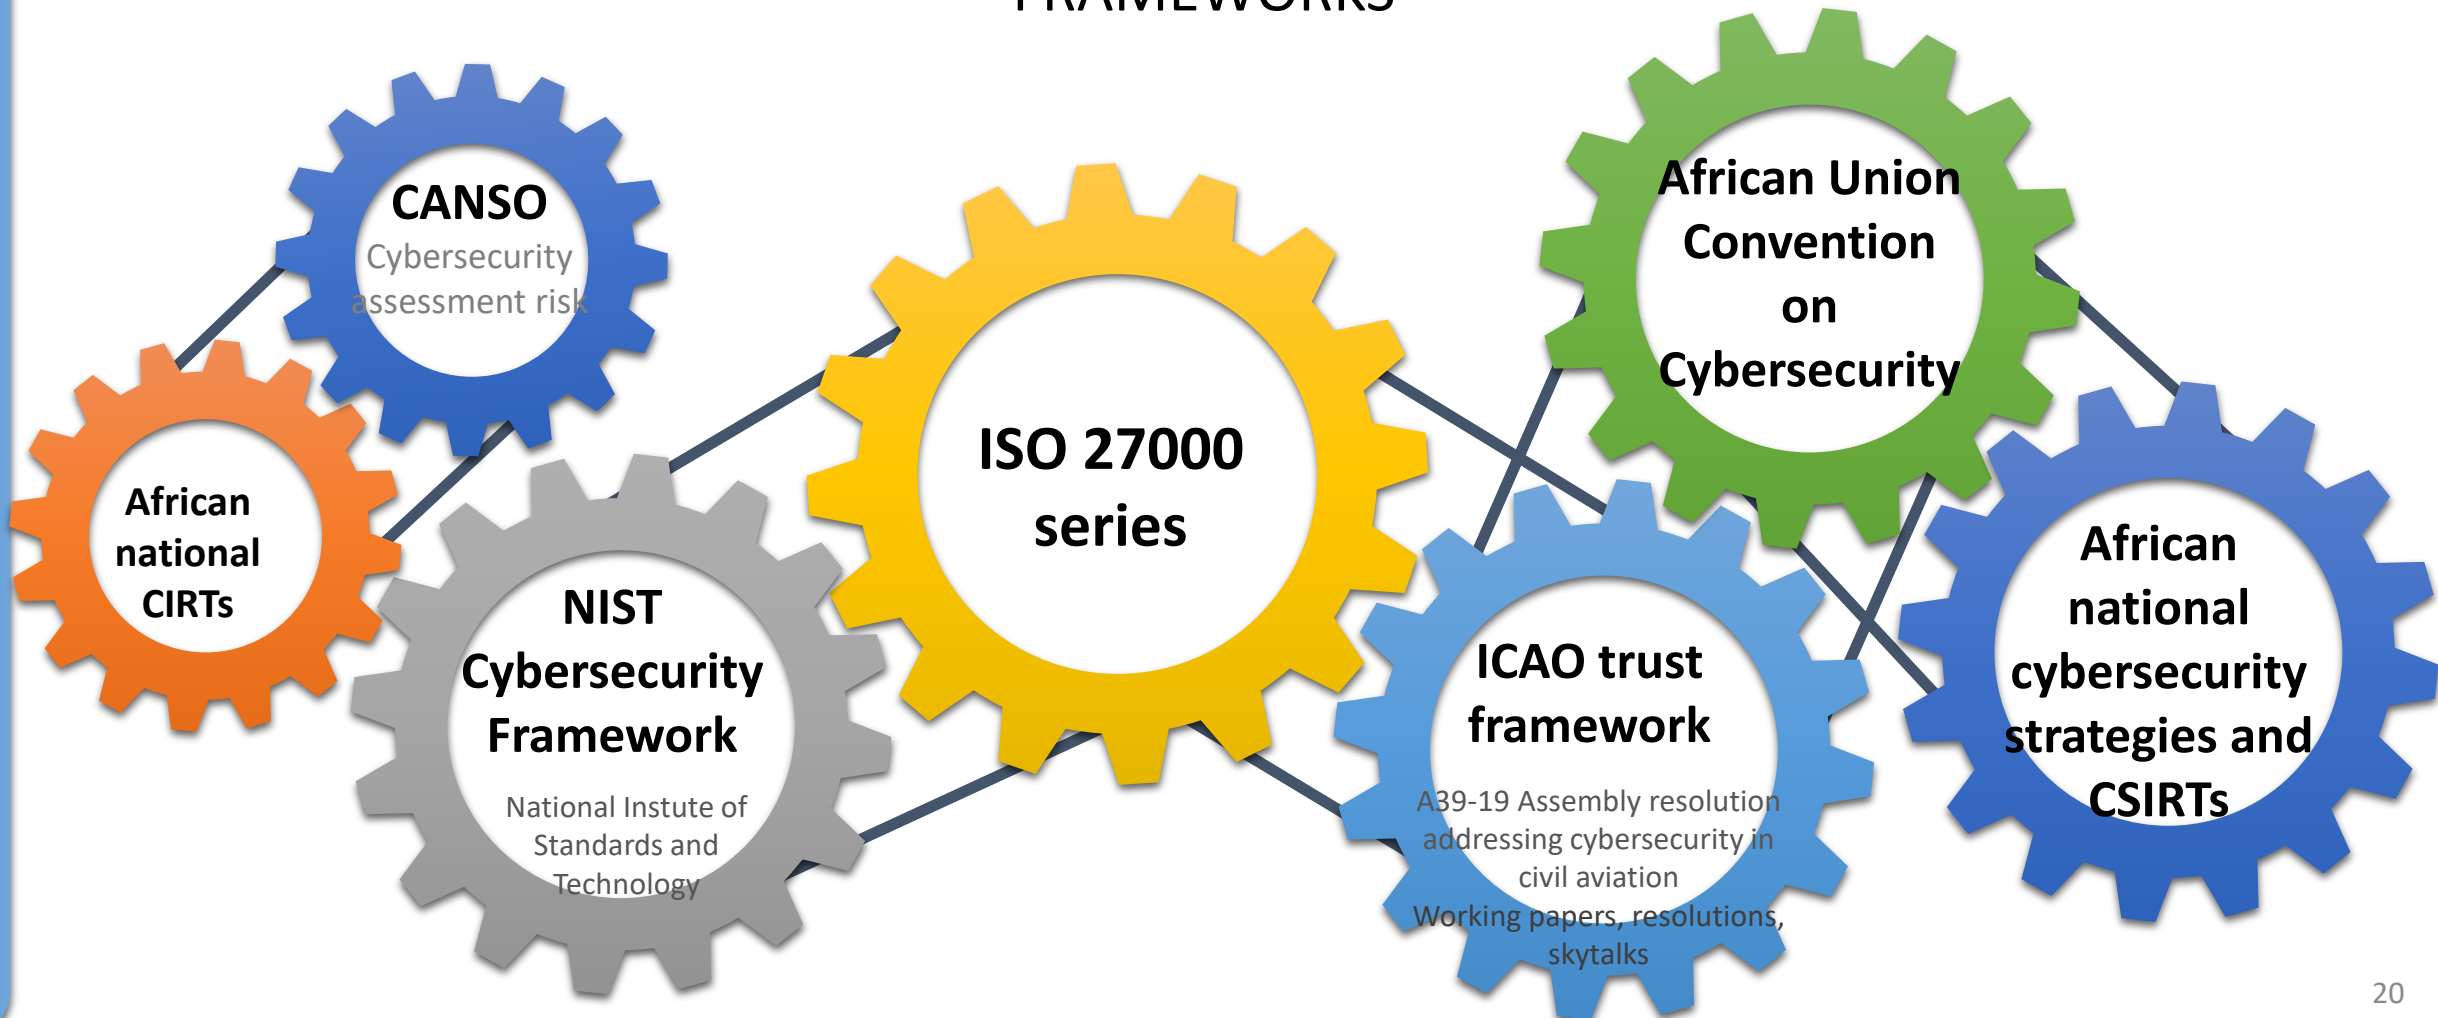 FRAMEWORKS
CANSO
Cybersecurity
assessment risk
African
national
CIRTs
NIST
Cybersecurity
Framework
National Instute of
Standards and
Technology
ISO 27000
series
African Union
Convention
on
Cybersecurity
ICAO trust
framework
A39-19 Assembly resolution
addressing cybersecurity in
civil aviation
Working papers, resolutions,
skytalks
African
national
cybersecurity
strategies and
CSIRTs
20